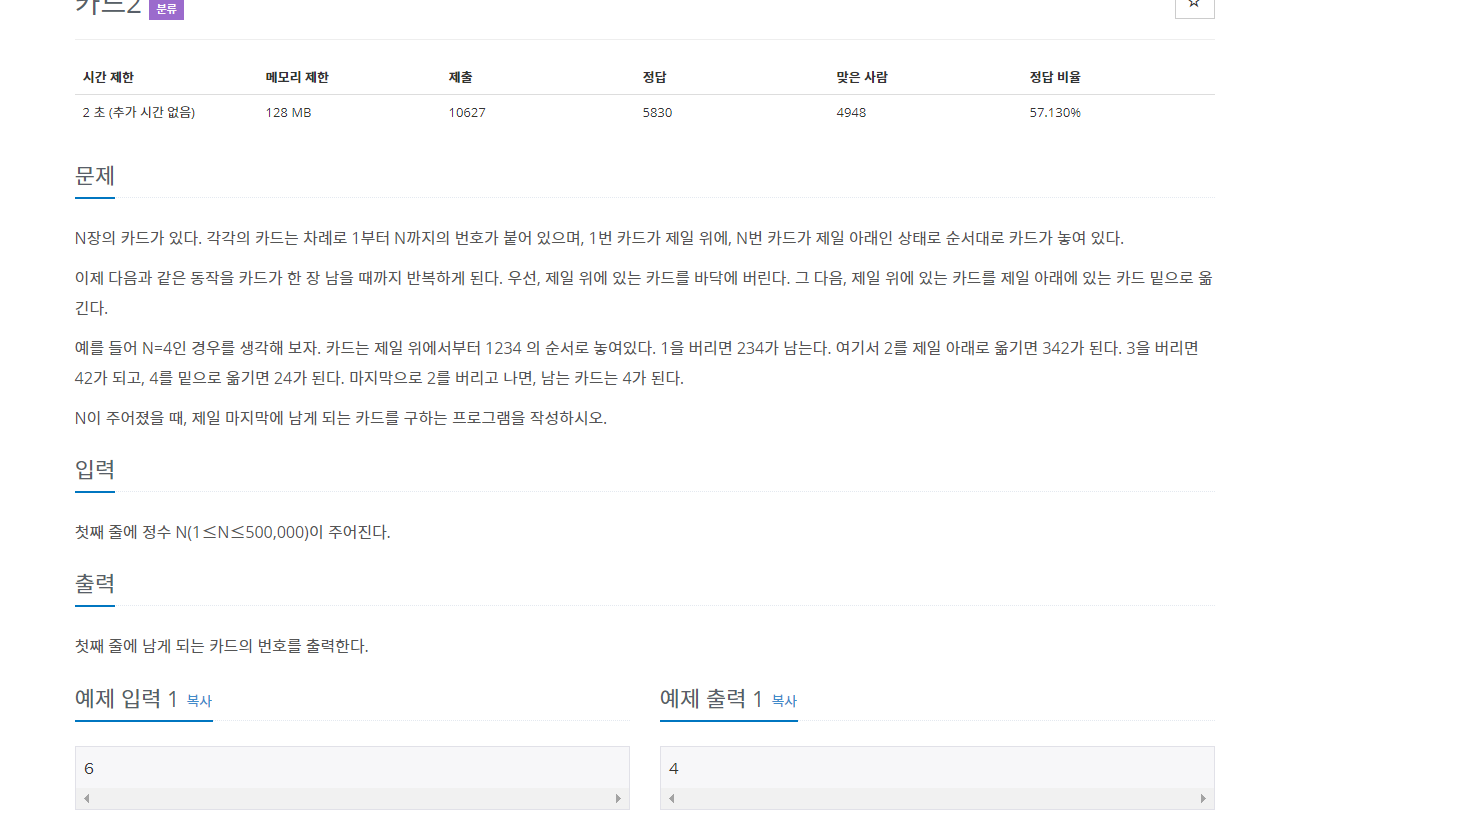 카드2 분류
시간 제한 메모리 제한 제출 정답 맞은 사람 정답 비율
2 초 (추가 시간 없음) 128 MB 10627 5830 4948 57.130%
문제
N장의 카드가 있다. 각각의 카드는 차례로 1부터 N까지의 번호가 붙어 있으며, 1번 카드가 제일 위에, N번 카드가 제일 아래인 상태로 순서대로 카드가 놓여 있다.
이제 다음과 같은 동작을 카드가 한 장 남을 때까지 반복하게 된다. 우선, 제일 위에 있는 카드를 바닥에 버린다. 그 다음, 제일 위에 있는 카드를 제일 아래에 있는 카드 밑으로 옮
긴다.
예를 들어 N=4인 경우를 생각해 보자. 카드는 제일 위에서부터 1234 의 순서로 놓여있다. 1을 버리면 234가 남는다. 여기서 2를 제일 아래로 옮기면 342가 된다. 3을 버리면
42가 되고, 4를 밑으로 옮기면 24가 된다. 마지막으로 2를 버리고 나면, 남는 카드는 4가 된다.
N이 주어졌을 때, 제일 마지막에 남게 되는 카드를 구하는 프로그램을 작성하시오.
입력
첫째 줄에 정수 N(1≤N≤500,000)이 주어진다.
출력
첫째 줄에 남게 되는 카드의 번호를 출력한다.
예제 입력 1 복사
예제 출력 1 복사
6
4